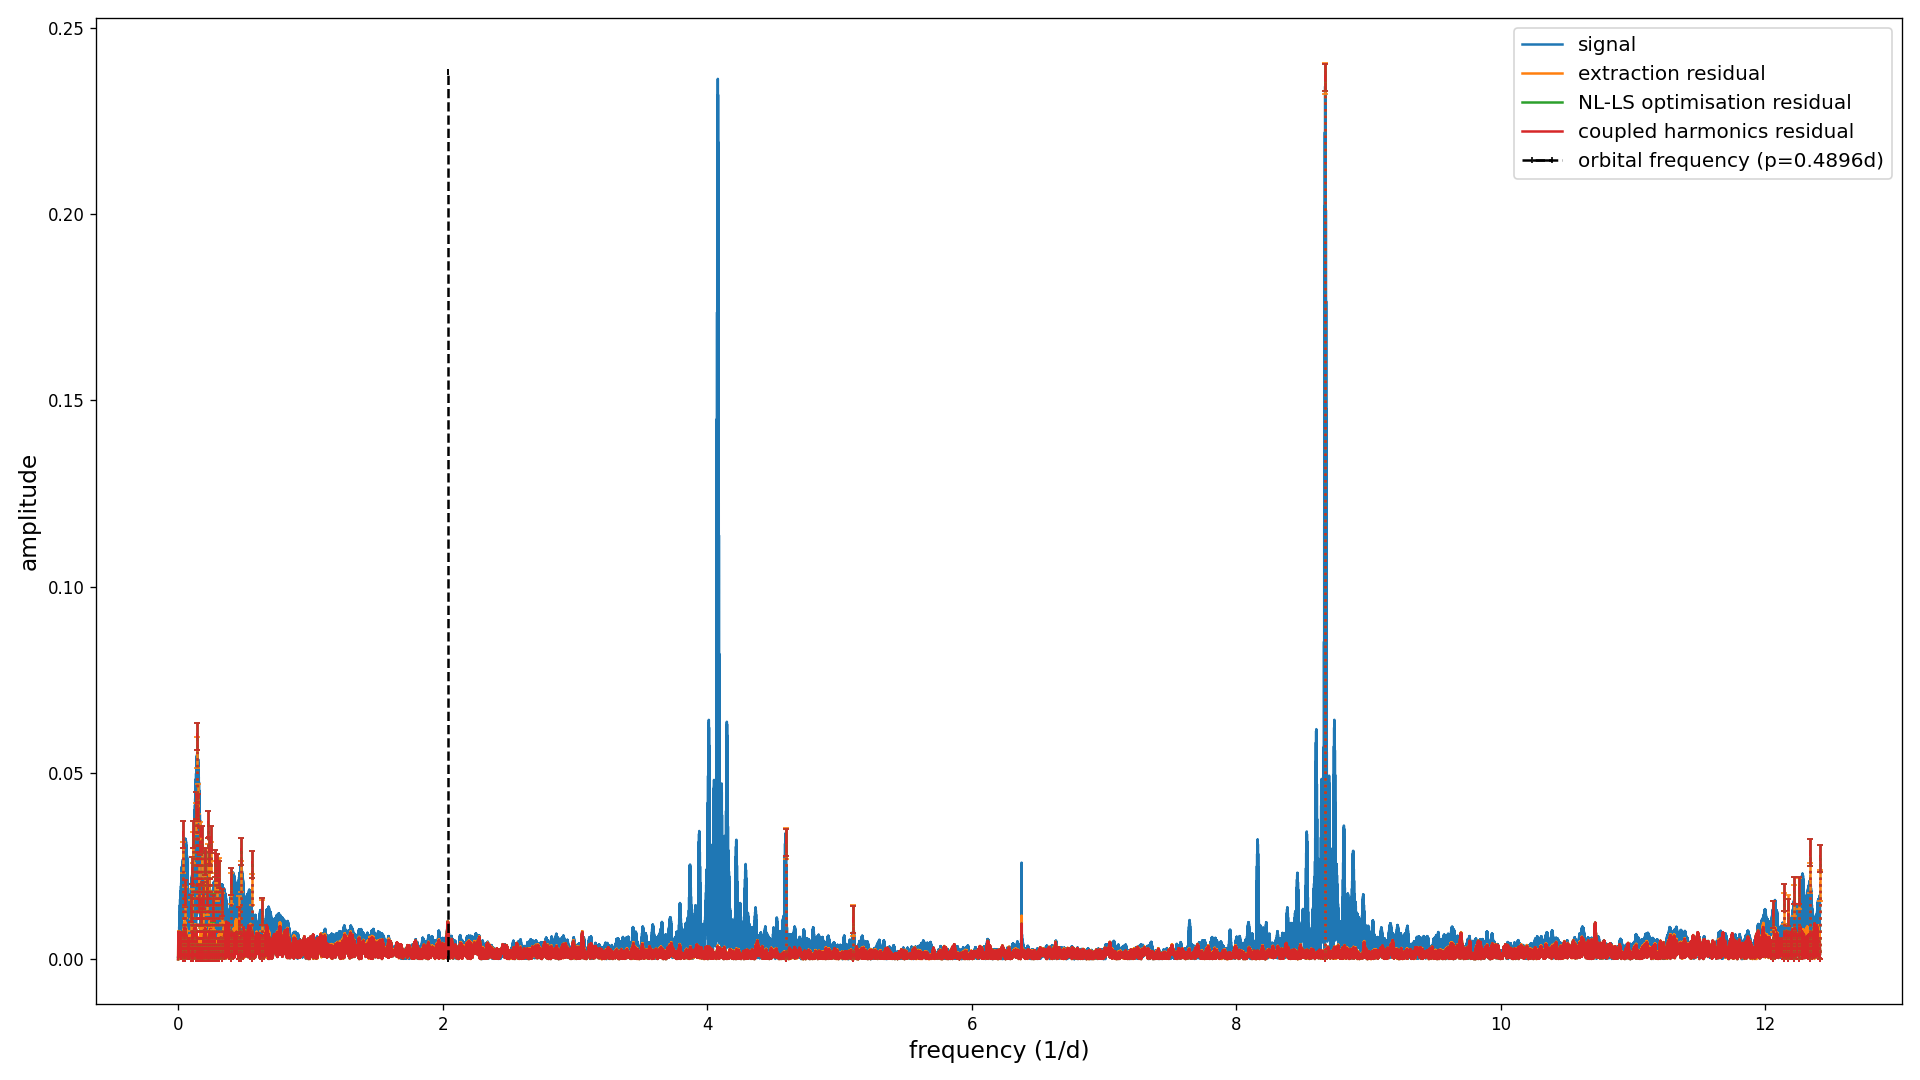 0.25
0.20
0.15
0.10
0.05
0.00
amplitude
0
2
4
6
8
10
12
frequency (1/d)
signal
extraction residual
NL-LS optimisation residual
coupled harmonics residual
orbital frequency (p=0.4896d)